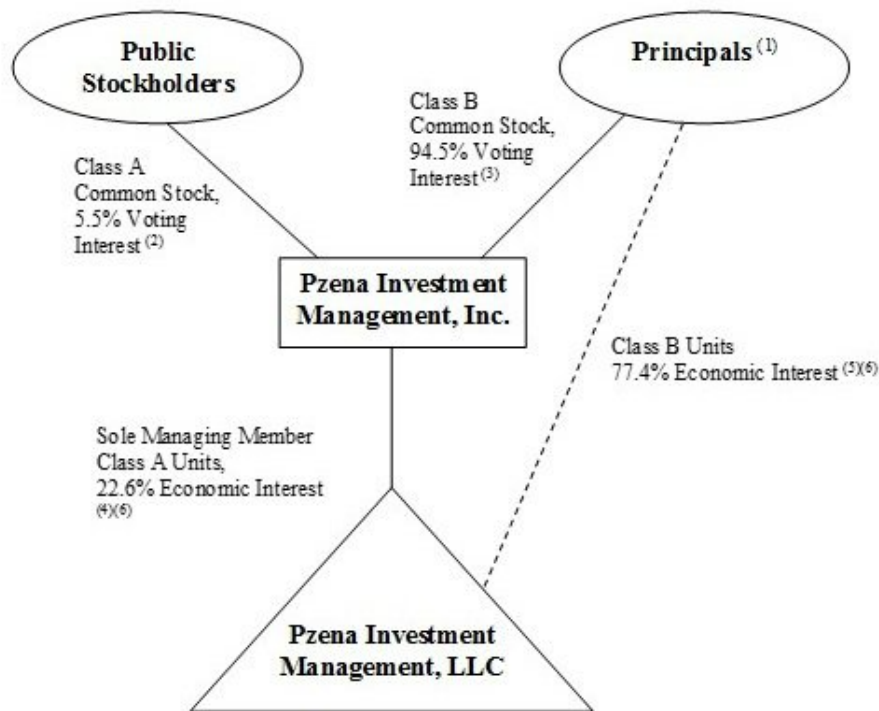 Public
Stockholders
Principals (1)
Class B
Common Stock,
94.5% Voting
Interest (3)
Class A
Common Stock,
5.5% Voting
Interest (2)
Pzena Investment
Management, Inc.
Class B Units
77.4% Economic Interest (5)(6)
Sole Managing Member
Class A Units,
22.6% Economic Interest
(4)(6)
Pzena Investment
Management, LLC